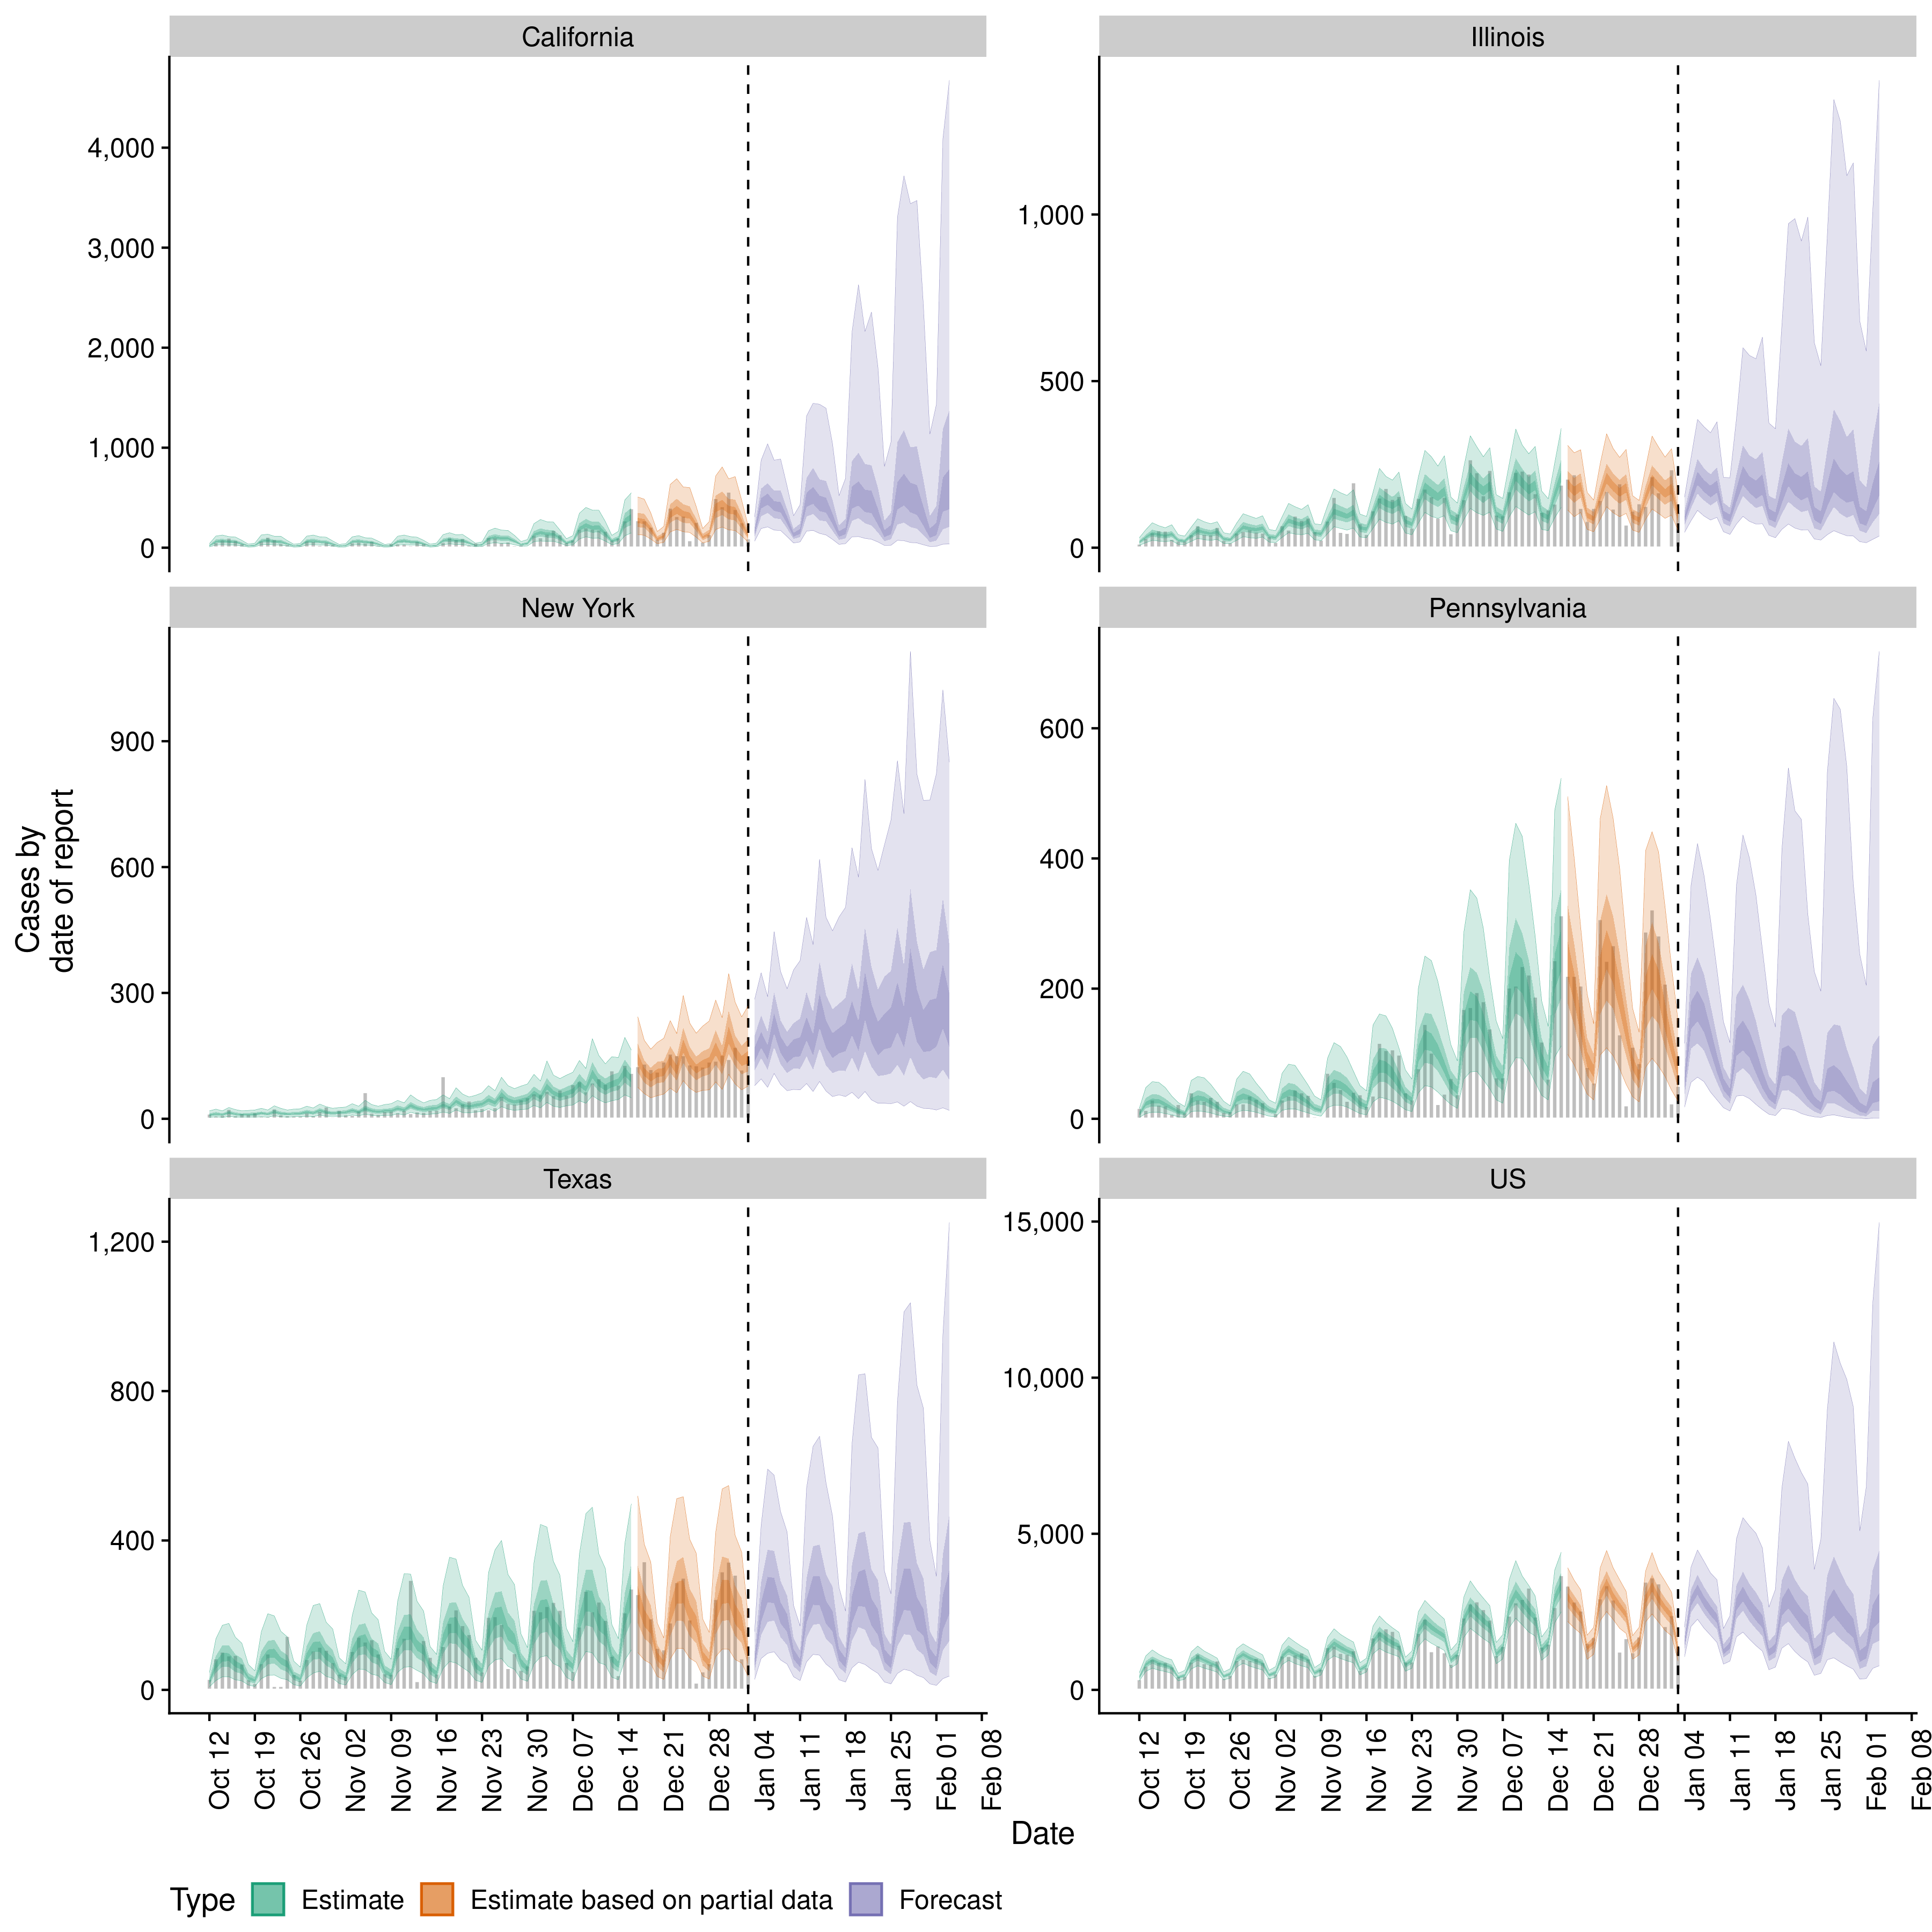 California
Illinois
4,000
3,000
2,000
1,000
0
1,000
500
0
New York
Pennsylvania
900
600
300
0
600
400
200
0
Texas
US
1,200
800
400
0
15,000
10,000
5,000
0
Cases by
date of report
Oct 12
Oct 19
Oct 26
Nov 02
Nov 09
Nov 16
Nov 23
Nov 30
Dec 07
Dec 14
Dec 21
Dec 28
Jan 04
Jan 11
Jan 18
Jan 25
Feb 01
Feb 08
Oct 12
Oct 19
Oct 26
Nov 02
Nov 09
Nov 16
Nov 23
Nov 30
Dec 07
Dec 14
Dec 21
Dec 28
Jan 04
Jan 11
Jan 18
Jan 25
Feb 01
Feb 08
Date
Type Estimate Estimate based on partial data Forecast